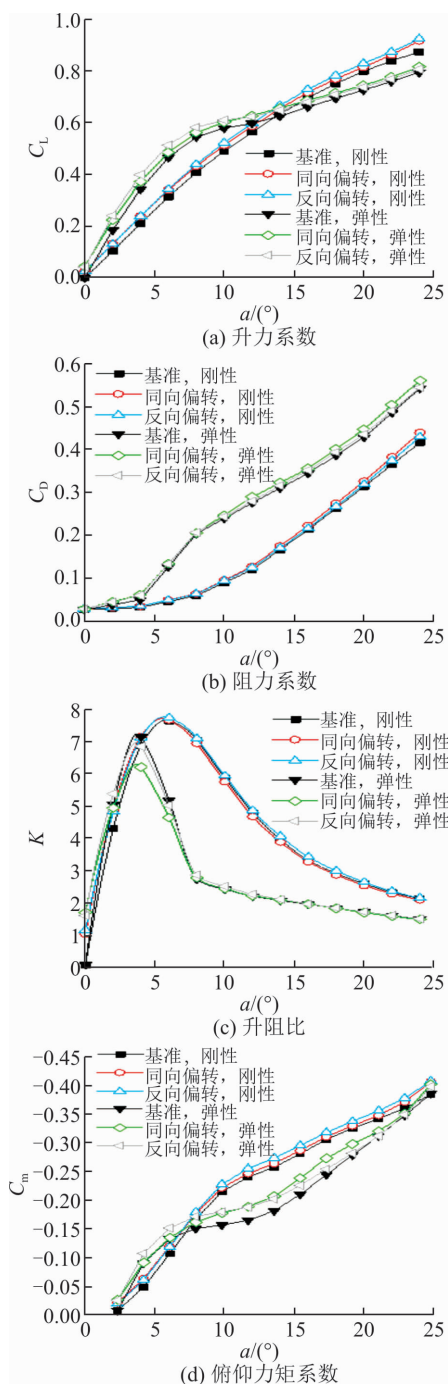 1.0
0.8
0.6
0.4
0.2
0.0
C_L
基准,刚性
同向偏转,刚性
反向偏转,刚性
基准,弹性
同向偏转,弹性
反向偏转,弹性
0 5 10 15 20 25
a/(°)
(a) 升力系数
0.6
0.5
0.4
0.3
0.2
0.1
0.0
C_D
基准,刚性
同向偏转,刚性
反向偏转,刚性
基准,弹性
同向偏转,弹性
反向偏转,弹性
0 5 10 15 20 25
a/(°)
(b) 阻力系数
8
7
6
5
4
3
2
1
0
K
基准,刚性
同向偏转,刚性
反向偏转,刚性
基准,弹性
同向偏转,弹性
反向偏转,弹性
0 5 10 15 20 25
a/(°)
(c) 升阻比
-0.45
-0.40
-0.35
-0.30
-0.25
-0.20
-0.15
-0.10
-0.05
0.00
C_m
基准,刚性
同向偏转,刚性
反向偏转,刚性
基准,弹性
同向偏转,弹性
反向偏转,弹性
0 5 10 15 20 25
a/(°)
(d) 俯仰力矩系数